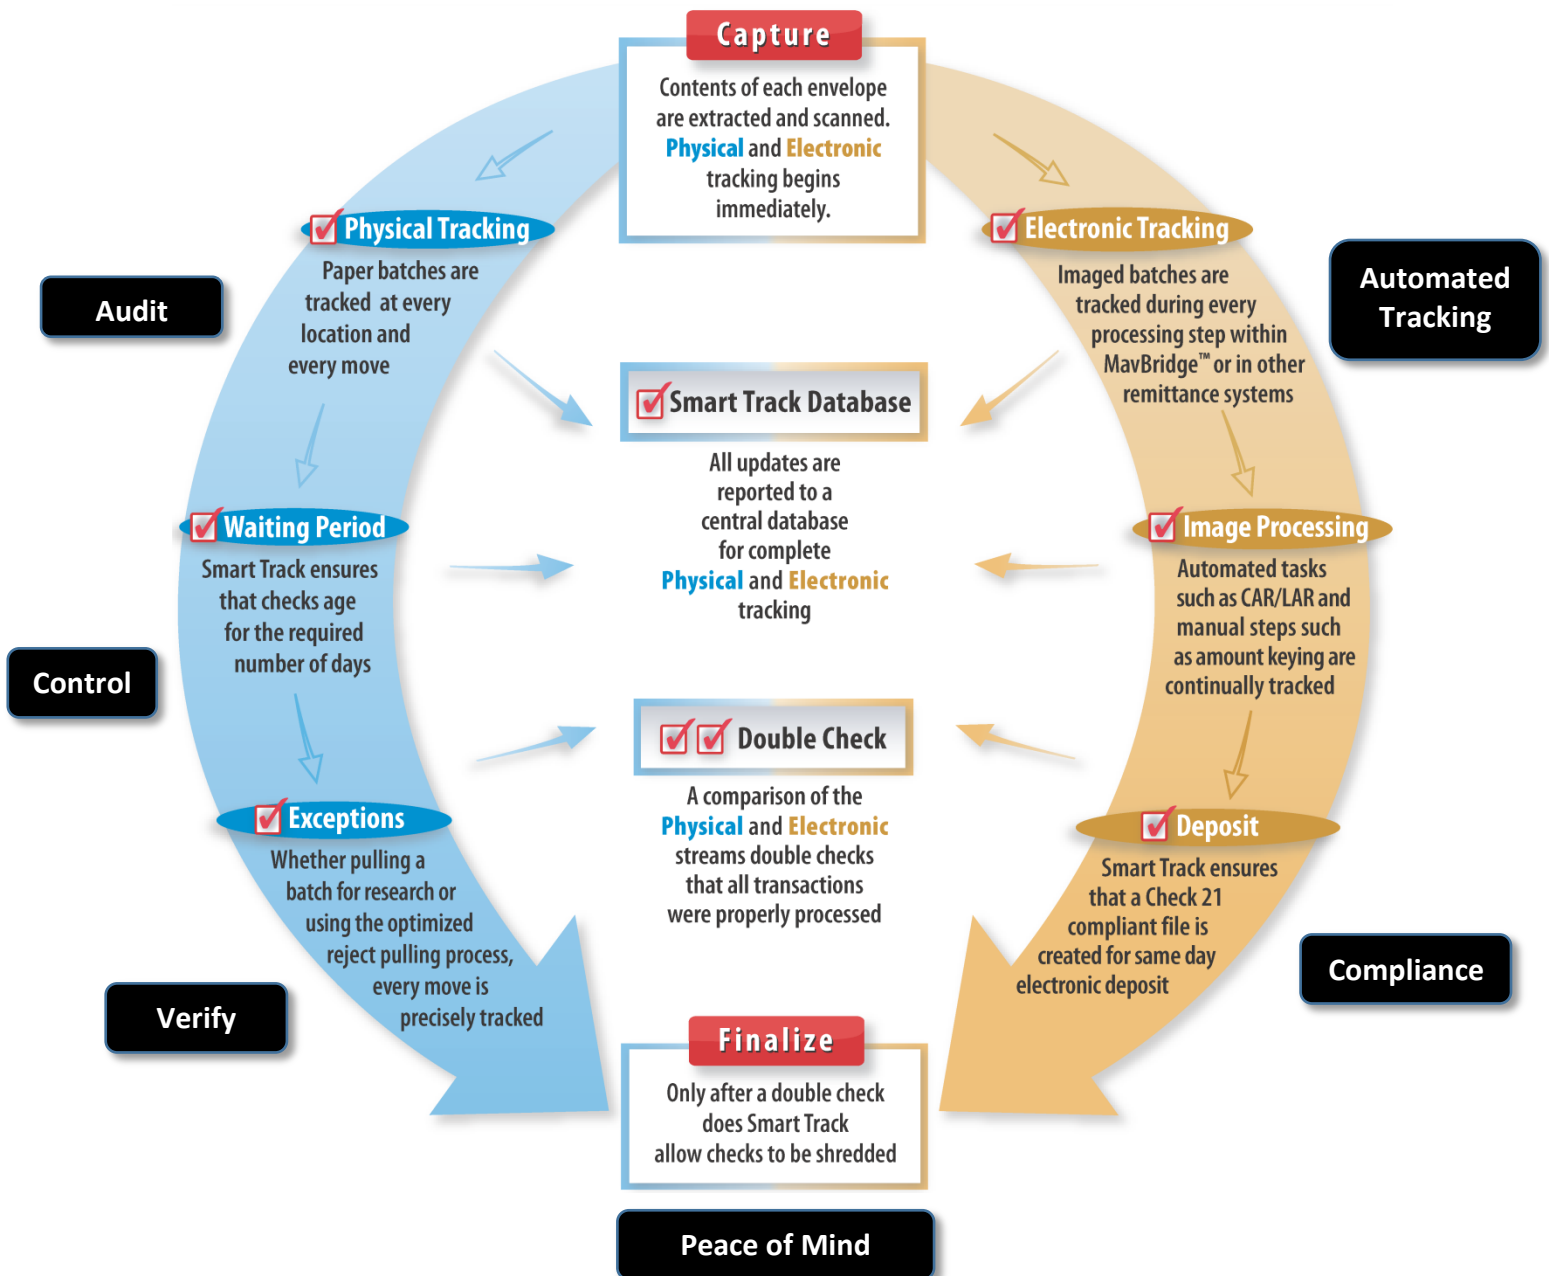 Capture
Contents of each envelope
are extracted and scanned.
Physical and Electronic
tracking begins
immediately.
Physical Tracking
Paper batches are
tracked at every
location and
every move
Audit
Electronic Tracking
Imaged batches are
tracked during every
processing step within
MavBridge™ or in other
remittance systems
Automated
Tracking
Smart Track Database
All updates are
reported to a
central database
for complete
Physical and Electronic
tracking
Waiting Period
Smart Track ensures
that checks age
for the required
number of days
Control
Image Processing
Automated tasks
such as CAR/LAR and
manual steps such
as amount keying are
continually tracked
Double Check
A comparison of the
Physical and Electronic
streams double checks
that all transactions
were properly processed
Exceptions
Whether pulling a
batch for research or
using the optimized
reject pulling process,
every move is
precisely tracked
Verify
Deposit
Smart Track ensures
that a Check 21
compliant file is
created for same day
electronic deposit
Compliance
Finalize
Only after a double check
does Smart Track
allow checks to be shredded
Peace of Mind